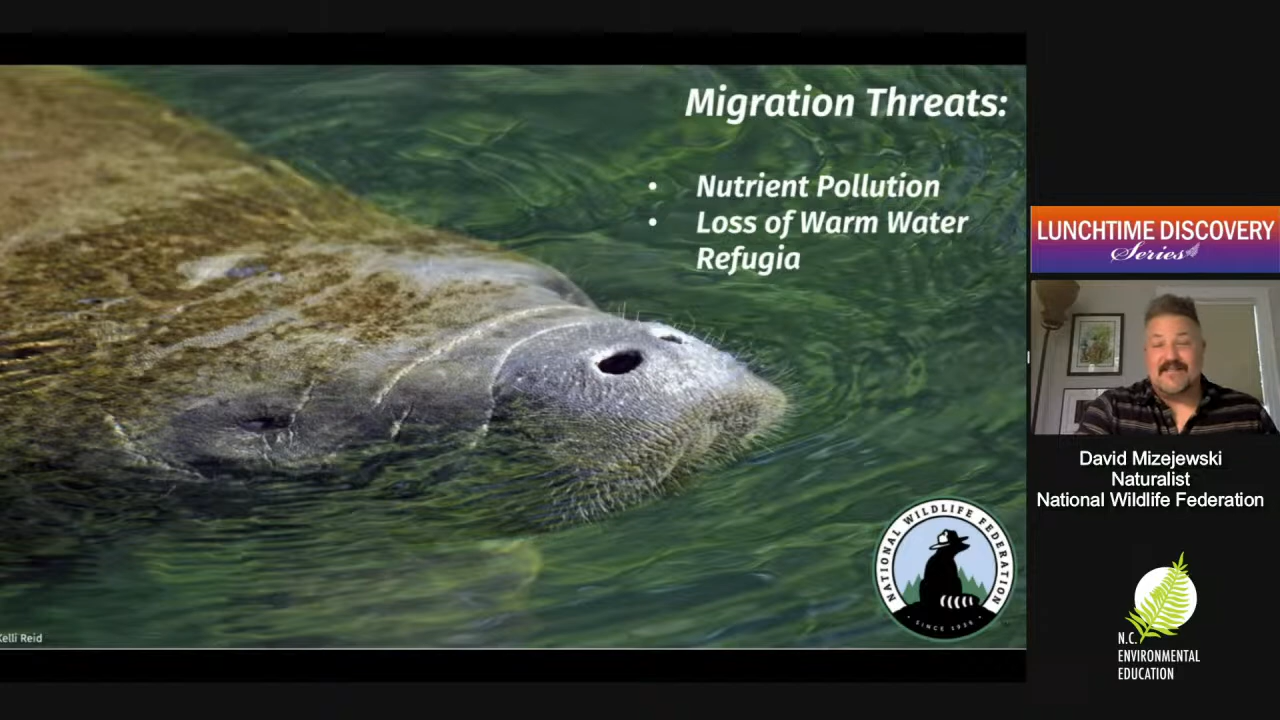 Migration Threats:
• Nutrient Pollution
• Loss of Warm Water
Refugia
Kelli Reid
NATIONAL WILDLIFE FEDERATION
SINCE 1936
LUNCHTIME DISCOVERY
Series
David Mizejewski
Naturalist
National Wildlife Federation
N.C.
ENVIRONMENTAL
EDUCATION